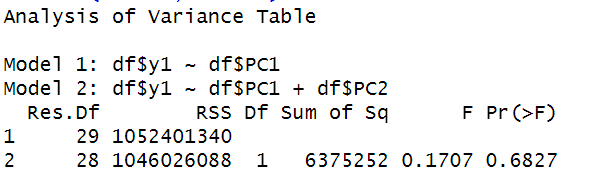 Analysis of Variance Table

Model 1: df$y1 ~ df$PC1
Model 2: df$y1 ~ df$PC1 + df$PC2
  Res.Df        RSS Df Sum of Sq      F Pr(>F)
1     29 1052401340
2     28 1046026088  1   6375252 0.1707 0.6827